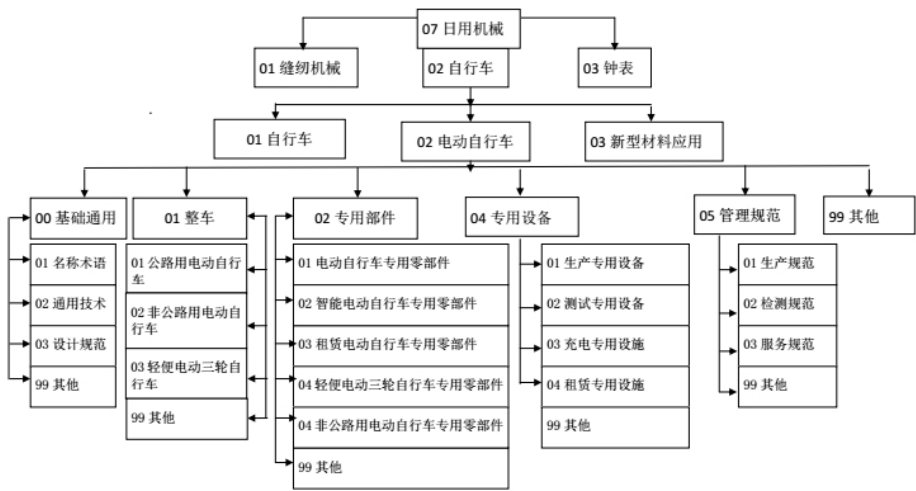 07 日用机械
01 缝纫机械
02 自行车
03 钟表
01 自行车
02 电动自行车
03 新型材料应用
00 基础通用
01 整车
02 专用部件
04 专用设备
05 管理规范
99 其他
01 名称术语
02 通用技术
03 设计规范
99 其他
01 公路用电动自行
车
02 非公路用电动自
行车
03 轻便电动三轮自
行车
99 其他
01 电动自行车专用零部件
02 智能电动自行车专用零部件
03 租赁电动自行车专用零部件
04 轻便电动三轮自行车专用零部件
04 非公路用电动自行车专用零部件
99 其他
01 生产专用设备
02 测试专用设备
03 充电专用设施
04 租赁专用设施
99 其他
01 生产规范
02 检测规范
03 服务规范
99 其他